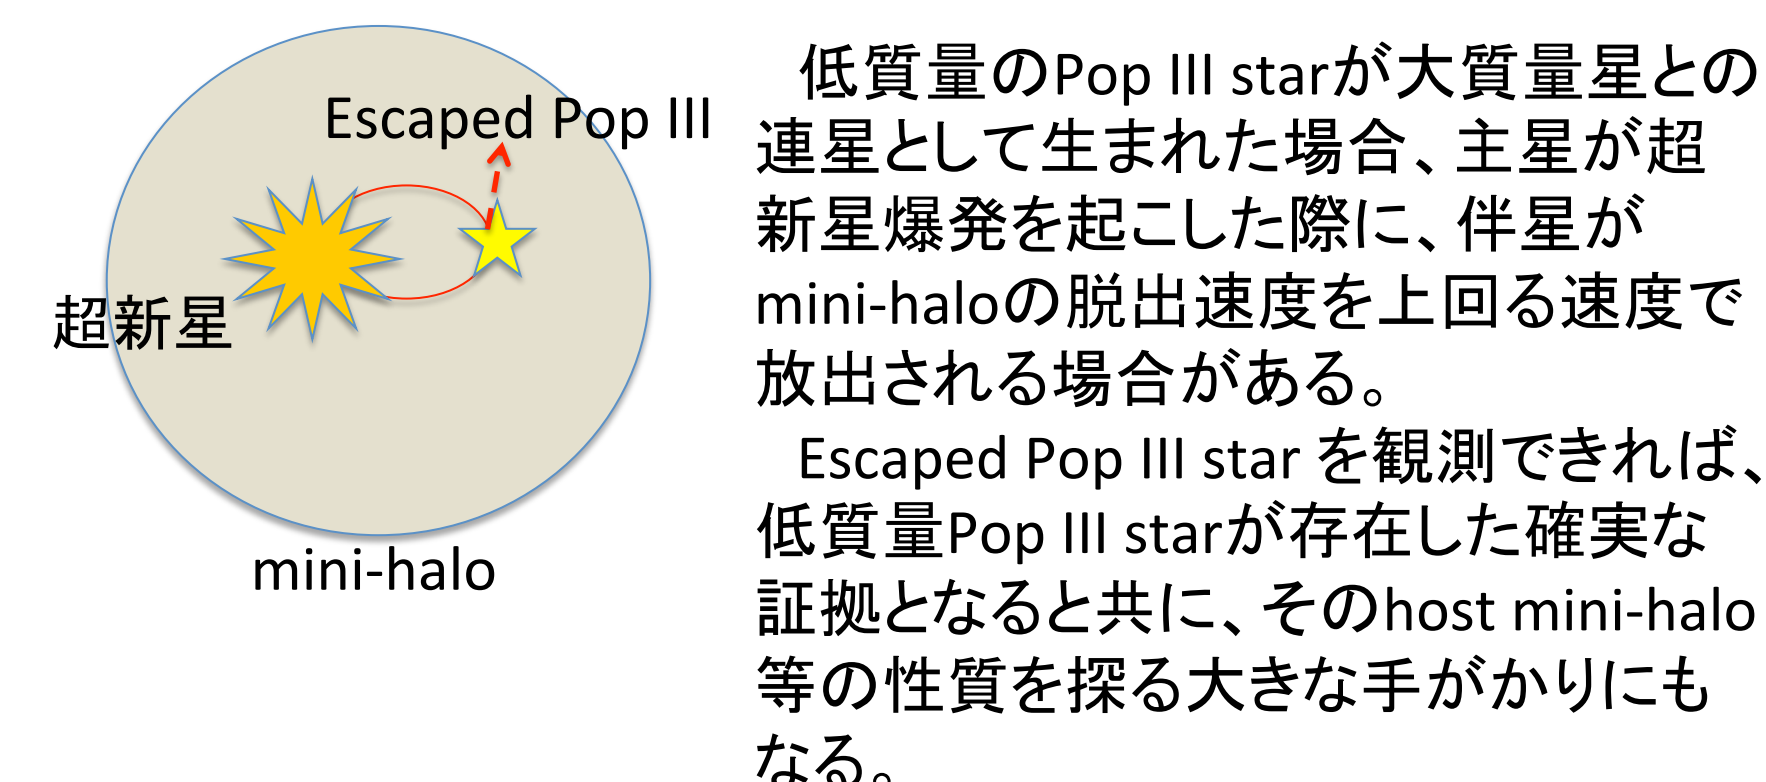 Escaped Pop III
超新星
mini-halo
低質量のPop III starが大質量星との
連星として生まれた場合、主星が超
新星爆発を起こした際に、伴星が
mini-haloの脱出速度を上回る速度で
放出される場合がある。
Escaped Pop III star を観測できれば、
低質量Pop III starが存在した確実な
証拠となると共に、そのhost mini-halo
等の性質を探る大きな手がかりにも
なる。